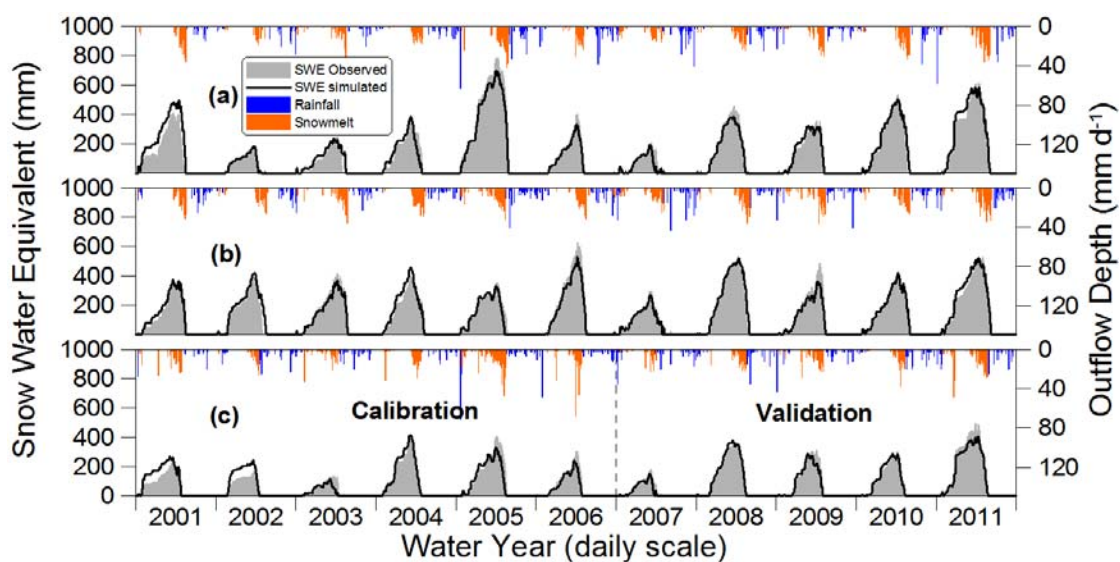 Snow Water Equivalent (mm)
Outflow Depth (mm d-1)
1000
800
600
400
200
0
40
80
120
SWE Observed
SWE simulated
Rainfall
Snowmelt
(a)
1000
800
600
400
200
0
40
80
120
(b)
1000
800
600
400
200
0
0
40
80
120
(c)
Calibration
Validation
2001 2002 2003 2004 2005 2006 2007 2008 2009 2010 2011
Water Year (daily scale)